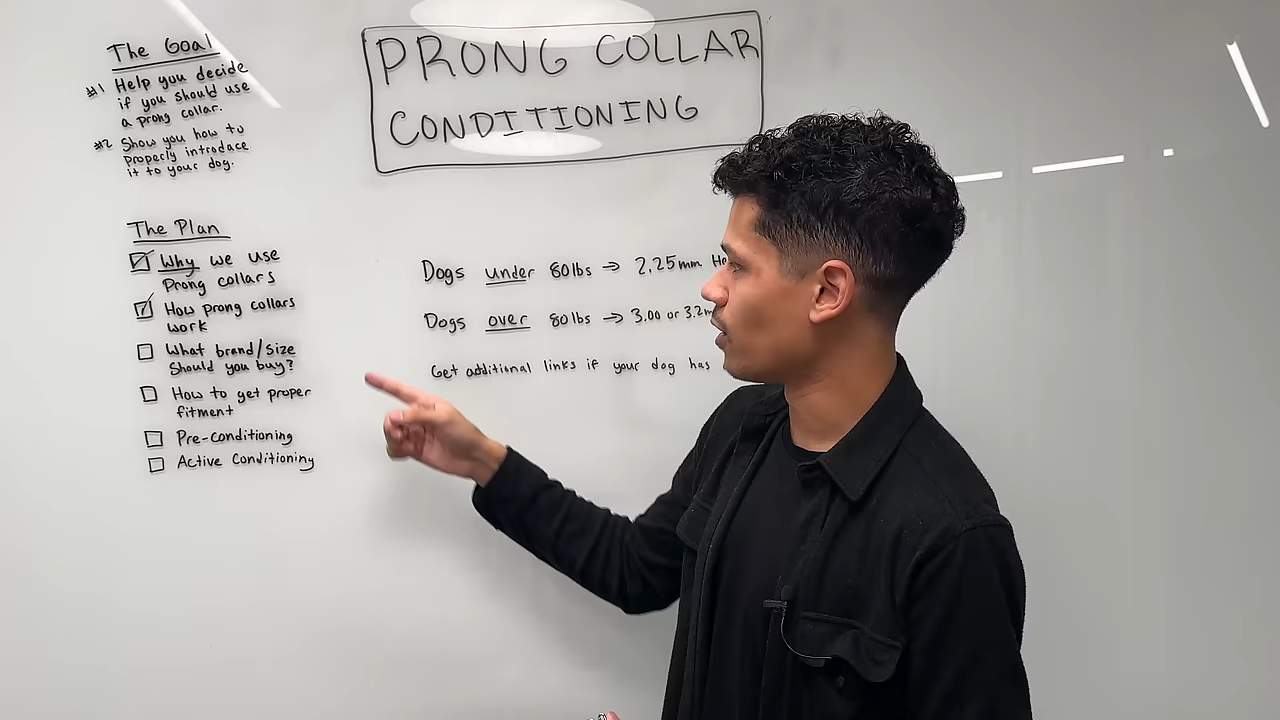 The Goal
#1 Help you decide
if you should use
a prong collar.
#2 Show you how to
properly introduce
it to your dog.
PRONG COLLAR
CONDITIONING
The Plan
Why we use
Prong collars
How prong collars
work
What brand/Size
Should you buy?
How to get proper
fitment
Pre-conditioning
Active Conditioning
Dogs under 80lbs → 2.25mm
Dogs over 80lbs → 3.00 or 3.2
Get additional links if your dog has